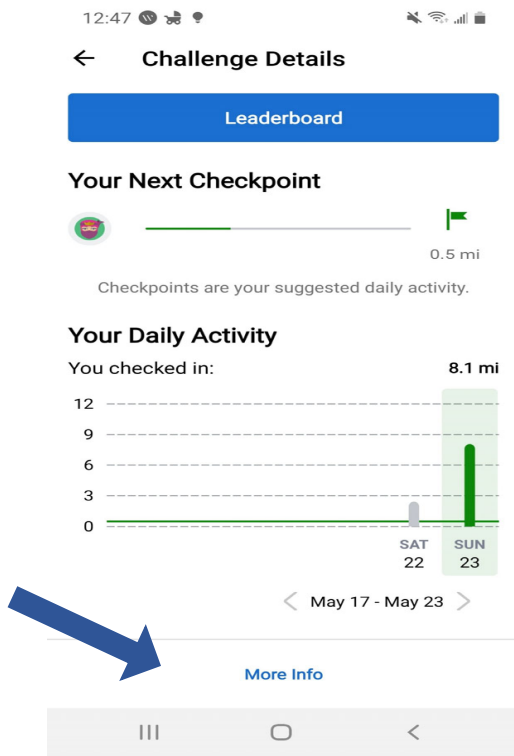 12:47
Challenge Details
Leaderboard
Your Next Checkpoint
0.5 mi
Checkpoints are your suggested daily activity.
Your Daily Activity
You checked in: 8.1 mi
12
9
6
3
0
SAT SUN
22 23
May 17 - May 23
More Info